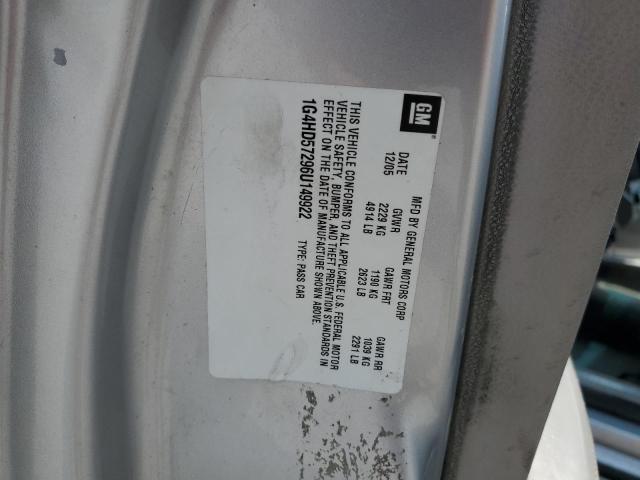 GM
MFD BY GENERAL MOTORS CORP
DATE GVWR GAWR FRT GAWR RR
12/05 2229 KG 1190 KG 1039 KG
4914 LB 2623 LB 2291 LB
THIS VEHICLE CONFORMS TO ALL APPLICABLE U.S. FEDERAL MOTOR
VEHICLE SAFETY, BUMPER, AND THEFT PREVENTION STANDARDS IN
EFFECT ON THE DATE OF MANUFACTURE SHOWN ABOVE.
1G4HD57296U149922 TYPE: PASS CAR